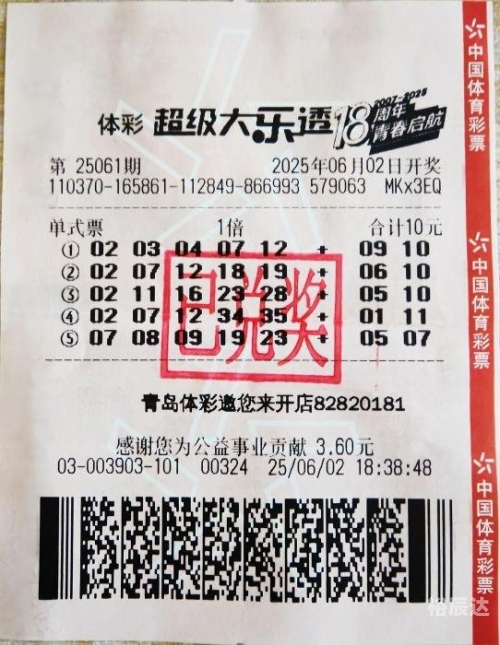 体彩 超级大乐透 18周年 2007-2025 青春启航
第 25061期 2025年06月02日开奖
110370-165861-112849-866993 579063 MKx3EQ
单式票 1倍 合计10元
① 02 03 04 07 12 + 09 10
② 02 07 12 18 19 + 06 10
③ 02 11 16 23 28 + 05 10
④ 02 07 12 34 35 + 01 11
⑤ 07 08 09 19 23 + 05 07
已兑奖
青岛体彩邀您来开店82820181
感谢您为公益事业贡献 3.60元
03-003903-101 00324 25/06/02 18:38:48
中国体育彩票
中国体育彩票
中国体育彩票
裕辰达